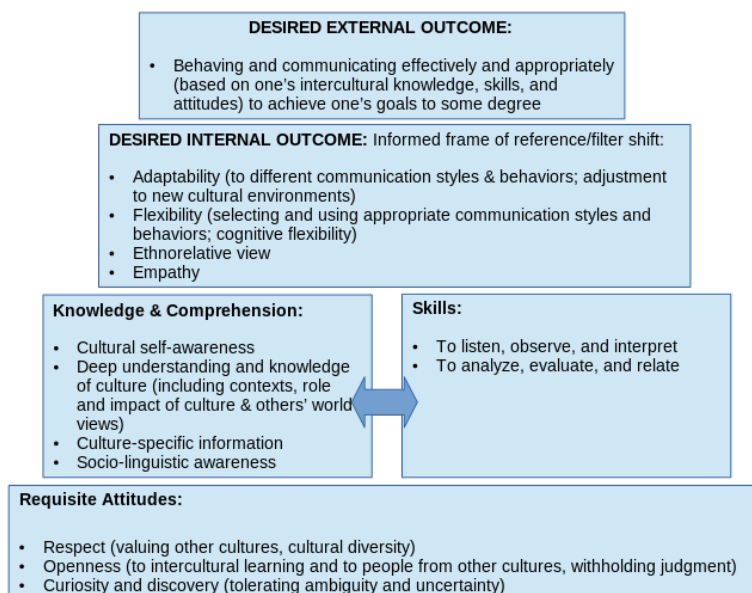 DESIRED EXTERNAL OUTCOME:
• Behaving and communicating effectively and appropriately
(based on one’s intercultural knowledge, skills, and
attitudes) to achieve one’s goals to some degree
DESIRED INTERNAL OUTCOME: Informed frame of reference/filter shift:
• Adaptability (to different communication styles & behaviors; adjustment
to new cultural environments)
• Flexibility (selecting and using appropriate communication styles and
behaviors; cognitive flexibility)
• Ethnorelative view
• Empathy
Knowledge & Comprehension:
• Cultural self-awareness
• Deep understanding and knowledge
of culture (including contexts, role
and impact of culture & others’ world
views)
• Culture-specific information
• Socio-linguistic awareness
Skills:
• To listen, observe, and interpret
• To analyze, evaluate, and relate
Requisite Attitudes:
• Respect (valuing other cultures, cultural diversity)
• Openness (to intercultural learning and to people from other cultures, withholding judgment)
• Curiosity and discovery (tolerating ambiguity and uncertainty)